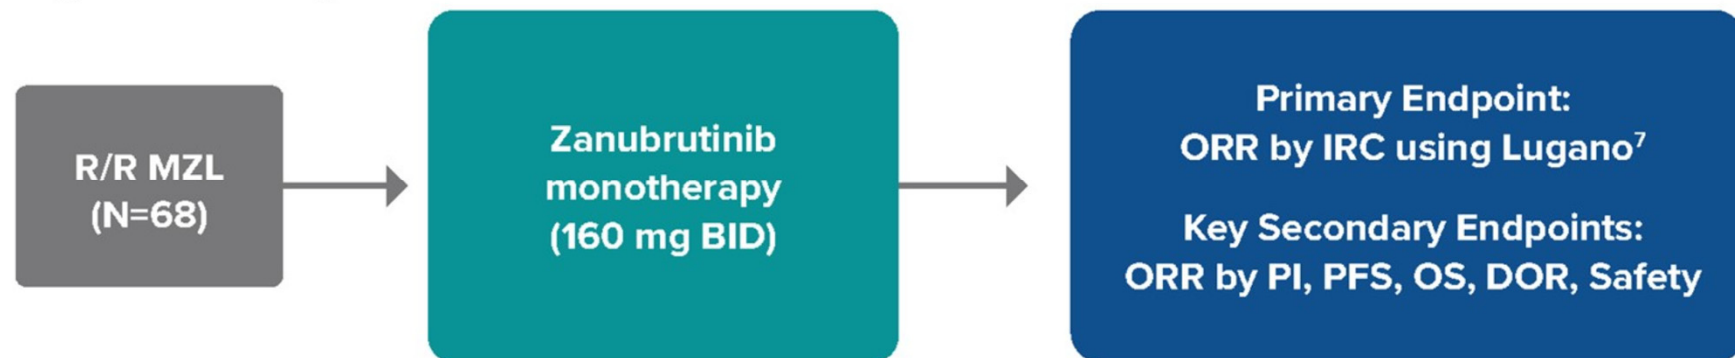 R/R MZL
(N=68)
Zanubrutinib
monotherapy
(160 mg BID)
Primary Endpoint:
ORR by IRC using Lugano⁷
Key Secondary Endpoints:
ORR by PI, PFS, OS, DOR, Safety